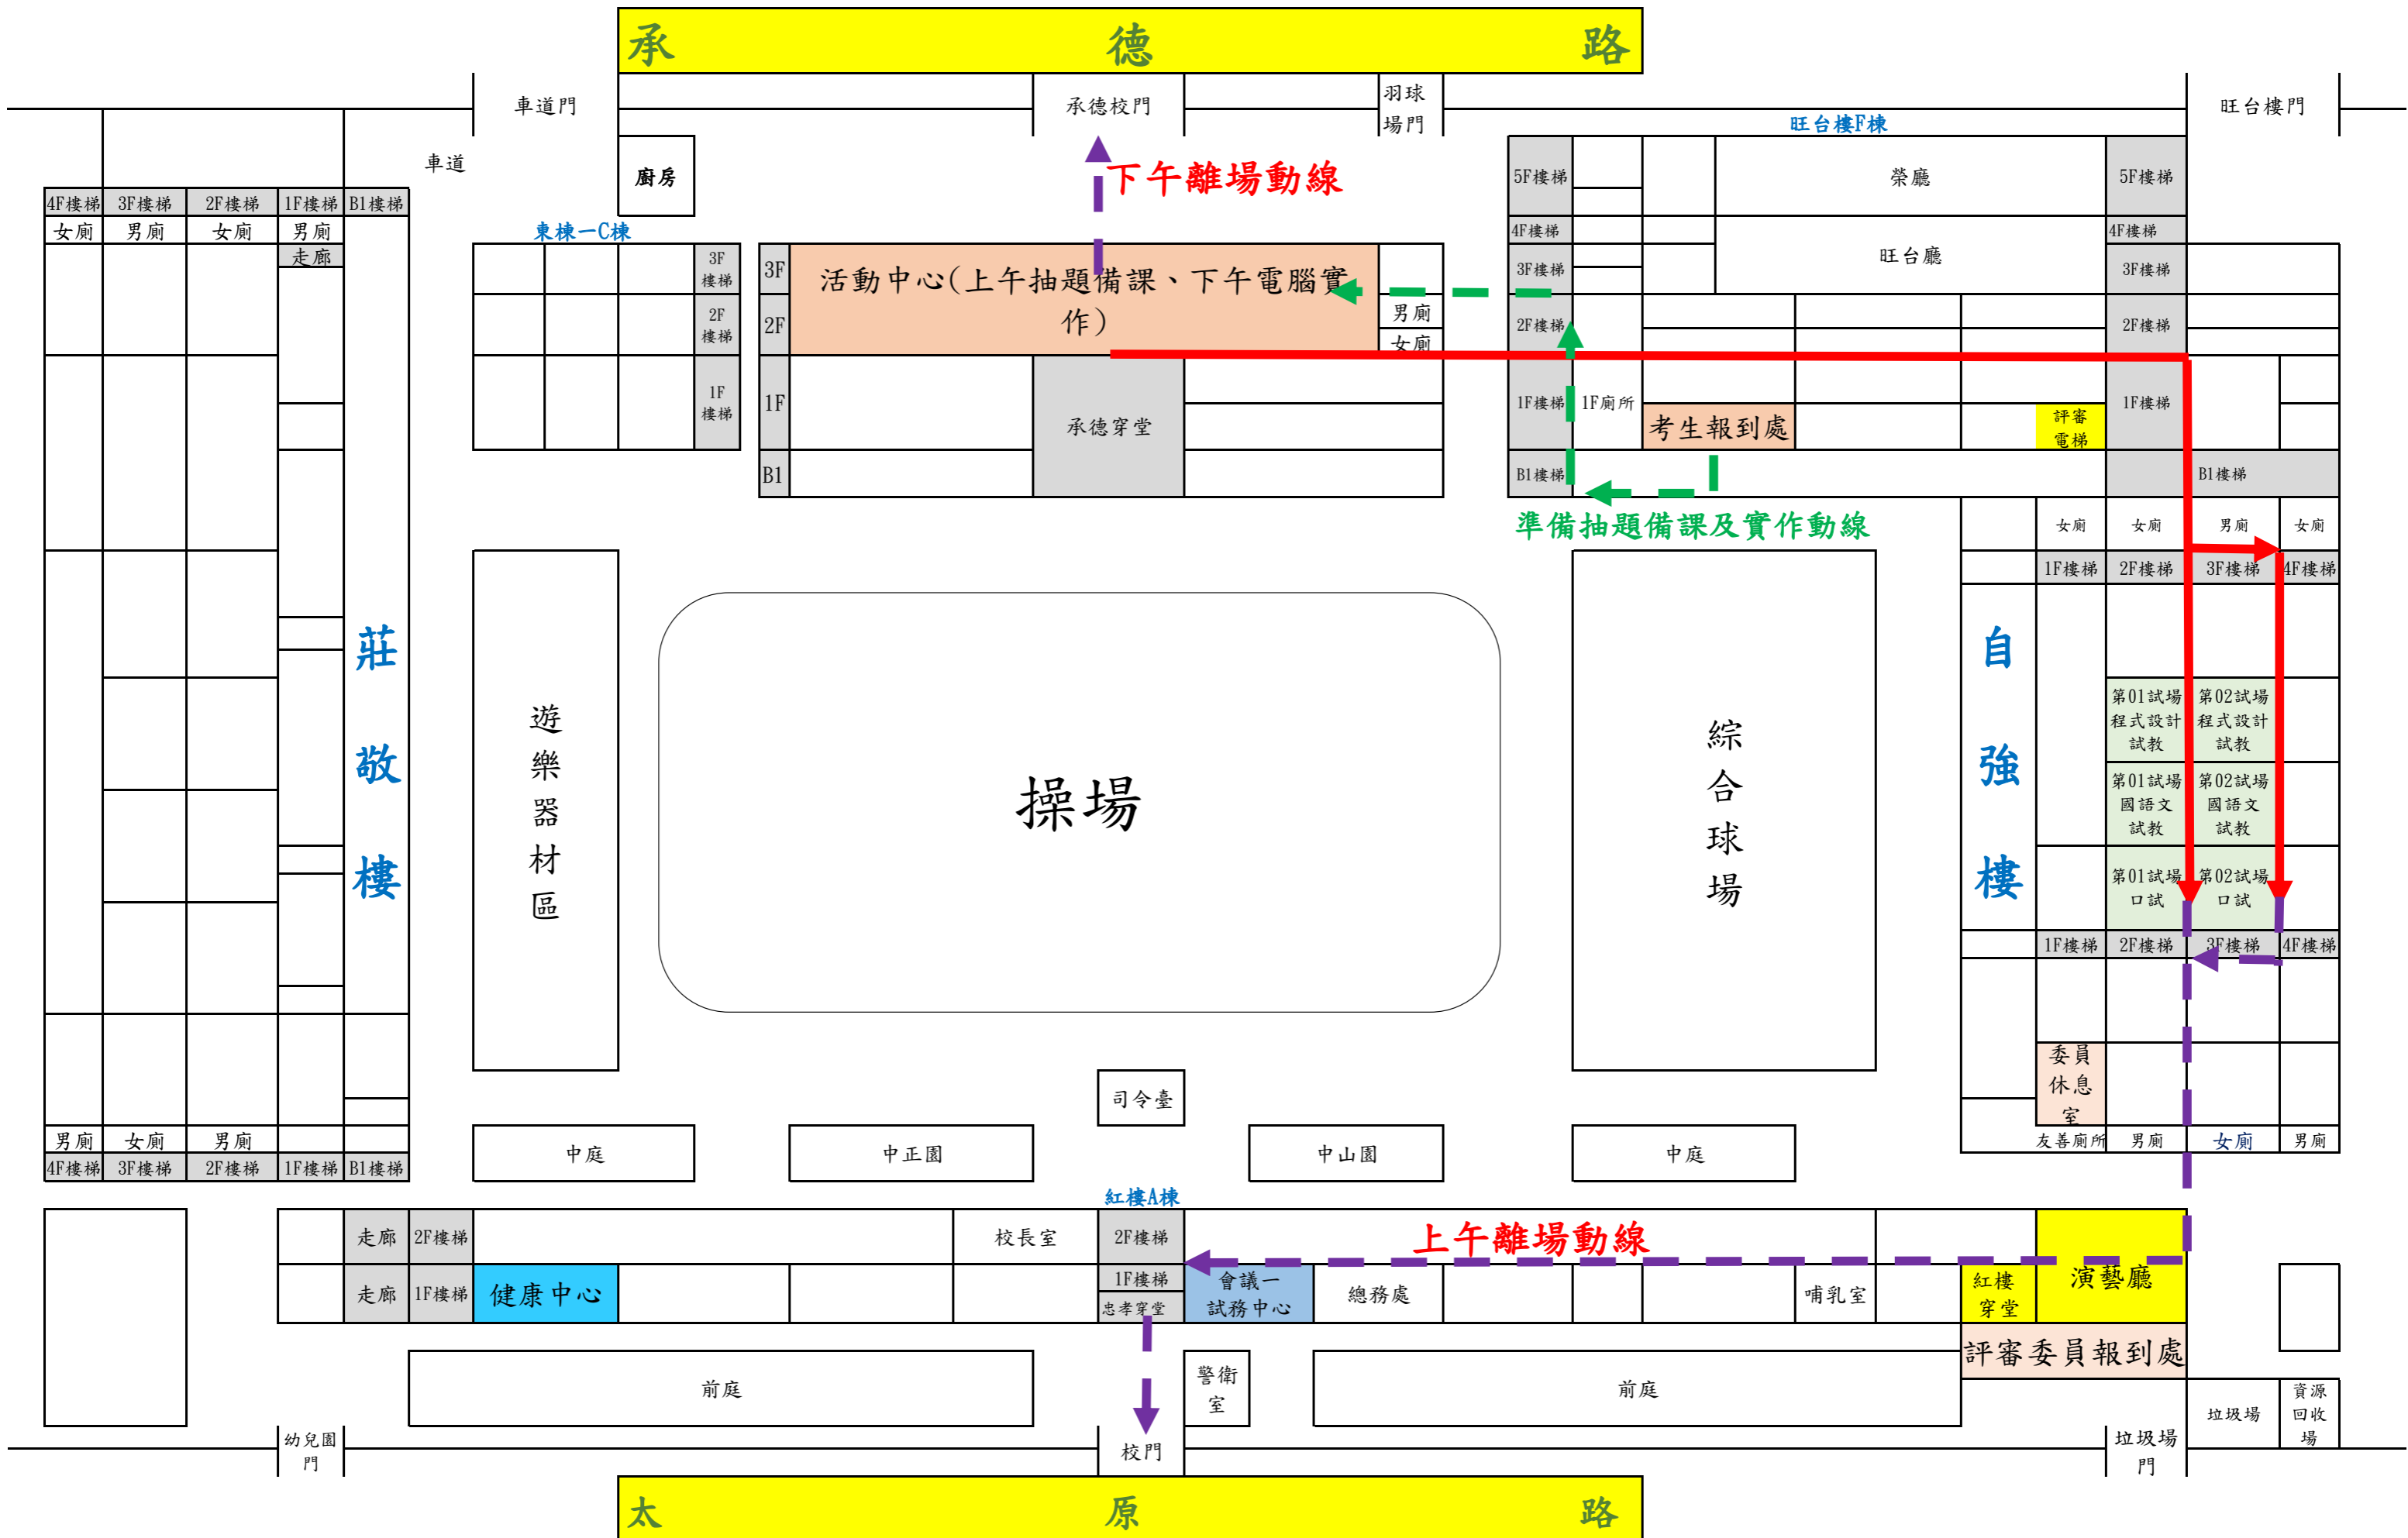 承德路
車道門
承德校門
羽球
場門
旺台樓門
旺台樓F棟
車道
廚房
下午離場動線
5F樓梯
榮廳
5F樓梯
4F樓梯
3F樓梯
2F樓梯
1F樓梯
B1樓梯
女廁
男廁
女廁
男廁
走廊
東棟一C棟
3F
樓梯
2F
樓梯
1F
樓梯
3F
2F
1F
B1
活動中心(上午抽題備課、下午電腦實
作)
男廁
女廁
承德穿堂
4F樓梯
旺台廳
4F樓梯
3F樓梯
3F樓梯
2F樓梯
2F樓梯
1F樓梯
1F廁所
考生報到處
評審
電梯
1F樓梯
B1樓梯
B1樓梯
準備抽題備課及實作動線
女廁
女廁
男廁
女廁
1F樓梯
2F樓梯
3F樓梯
4F樓梯
莊敬樓
遊樂器材區
操場
綜合球場
自強樓
第01試場
程式設計
試教
第02試場
程式設計
試教
第01試場
國語文
試教
第02試場
國語文
試教
第01試場
口試
第02試場
口試
1F樓梯
2F樓梯
3F樓梯
4F樓梯
委員
休息
室
司令臺
友善廁所
男廁
女廁
男廁
男廁
女廁
男廁
4F樓梯
3F樓梯
2F樓梯
1F樓梯
B1樓梯
中庭
中正園
中山園
中庭
紅樓A棟
走廊
2F樓梯
校長室
2F樓梯
上午離場動線
走廊
1F樓梯
健康中心
1F樓梯
忠孝穿堂
會議一
試務中心
總務處
哺乳室
紅樓
穿堂
演藝廳
評審委員報到處
前庭
警衛
室
前庭
垃圾場
資源
回收
場
幼兒園
門
校門
垃圾場
門
太原路